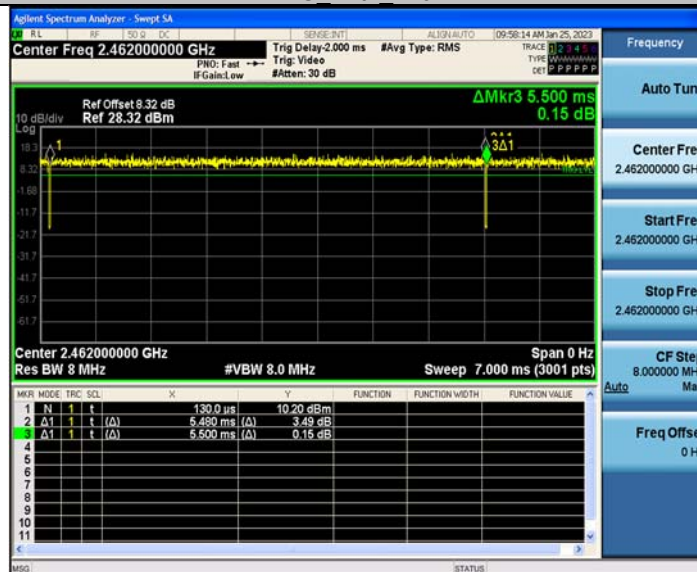 Agilent Spectrum Analyzer - Swept SA
RL RF 50 Ω DC SENSE:INT ALIGN AUTO 09:58:14 AM Jan 25, 2023
Center Freq 2.462000000 GHz
PNO: Fast
IFGain:Low
Trig Delay-2.000 ms
Trig: Video
#Atten: 30 dB
#Avg Type: RMS
TRACE 1 2 3 4 5 6
TYPE
DET P P P P P P
Ref Offset 8.32 dB
10 dB/div Ref 28.32 dBm
Log
ΔMkr3 5.500 ms
0.15 dB
1
3Δ1
18.3
8.32
-1.68
-11.7
-21.7
-31.7
-41.7
-51.7
-61.7
Center 2.462000000 GHz Span 0 Hz
Res BW 8 MHz #VBW 8.0 MHz Sweep 7.000 ms (3001 pts)
MKR MODE TRC SCL X Y FUNCTION FUNCTION WIDTH FUNCTION VALUE
1 N 1 t 130.0 µs 10.20 dBm
2 Δ1 1 t (Δ) 5.480 ms (Δ) 3.49 dB
3 Δ1 1 t (Δ) 5.500 ms (Δ) 0.15 dB
4
5
6
7
8
9
10
11
MSG STATUS
Frequency
Auto Tun
Center Fre
2.462000000 GH
Start Fre
2.462000000 GH
Stop Fre
2.462000000 GH
CF Ste
8.000000 MH
Auto Ma
Freq Offse
0 H